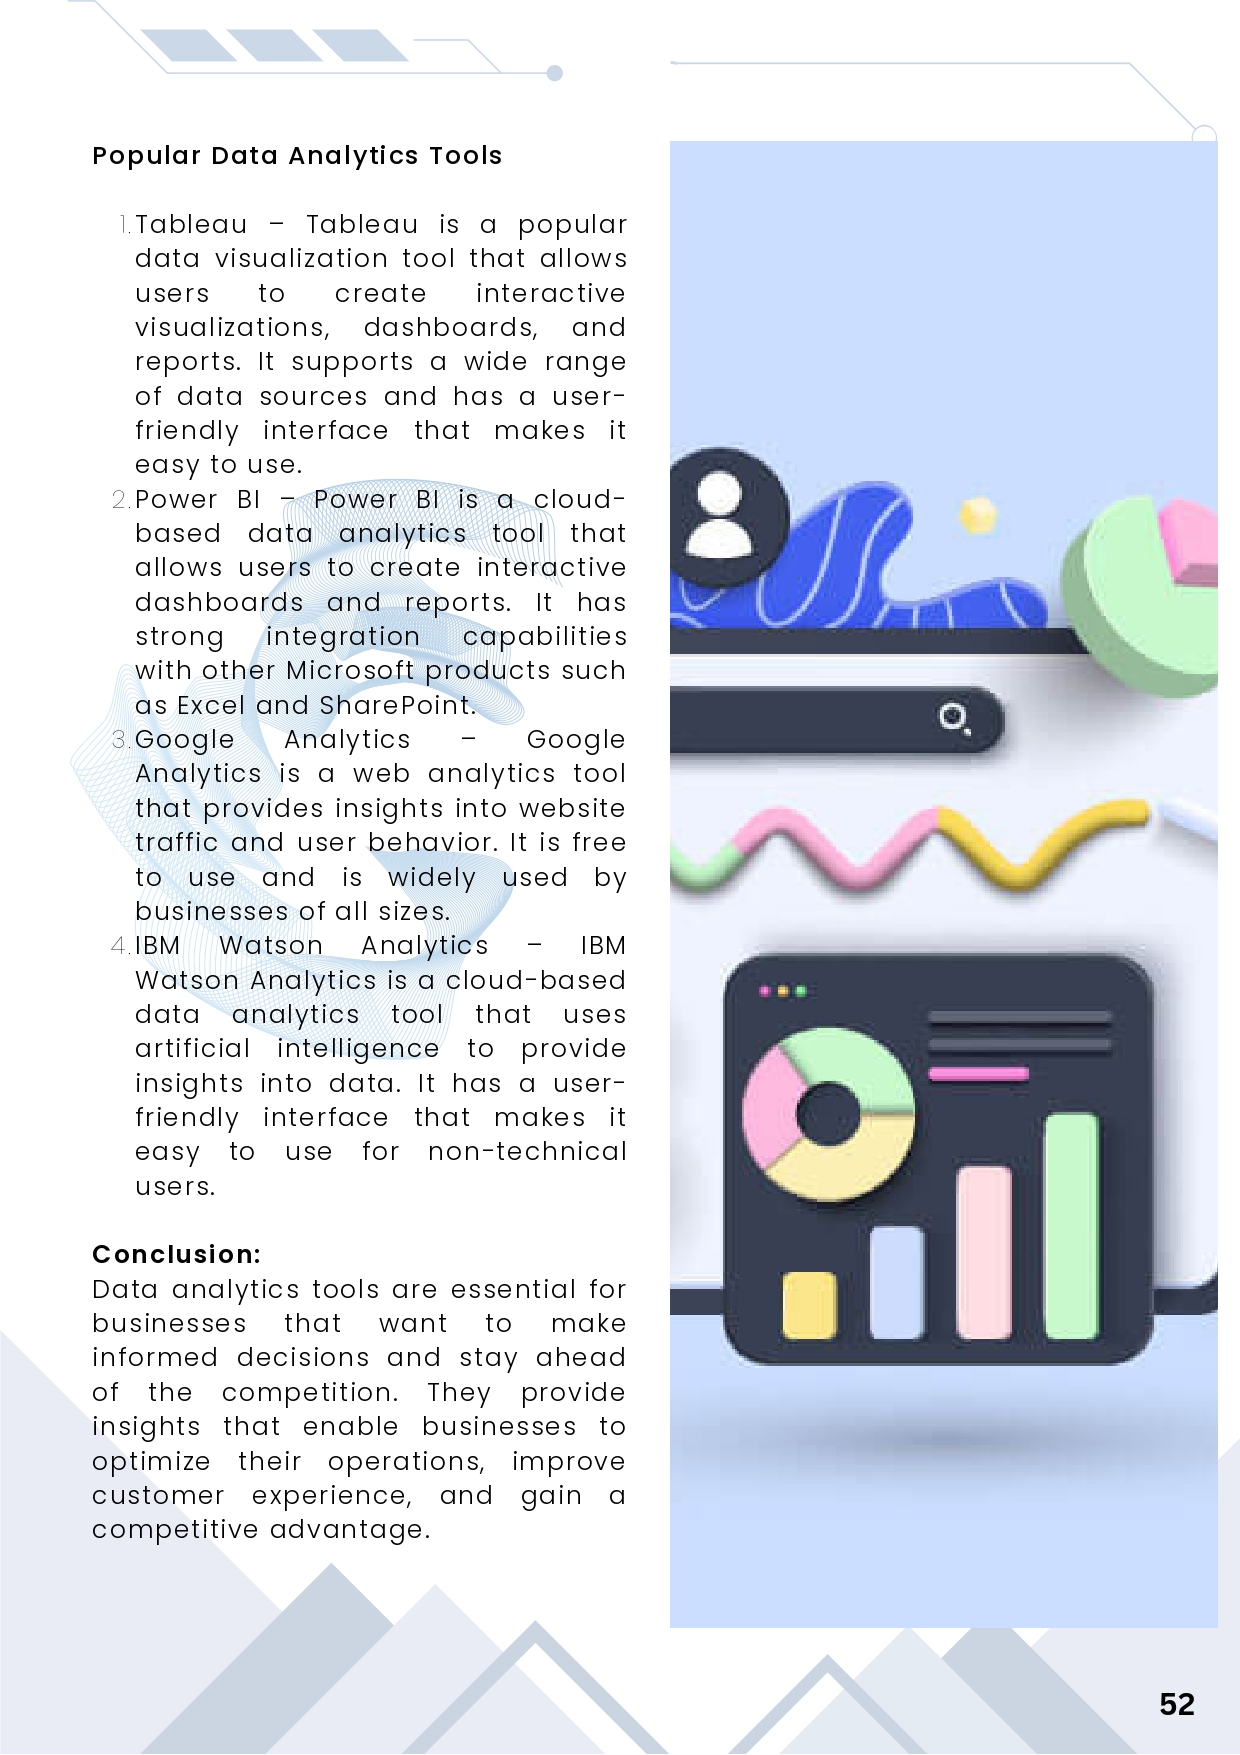 Popular Data Analytics Tools
1. Tableau – Tableau is a popular
data visualization tool that allows
users to create interactive
visualizations, dashboards, and
reports. It supports a wide range
of data sources and has a user-
friendly interface that makes it
easy to use.
2. Power BI – Power BI is a cloud-
based data analytics tool that
allows users to create interactive
dashboards and reports. It has
strong integration capabilities
with other Microsoft products such
as Excel and SharePoint.
3. Google Analytics – Google
Analytics is a web analytics tool
that provides insights into website
traffic and user behavior. It is free
to use and is widely used by
businesses of all sizes.
4. IBM Watson Analytics – IBM
Watson Analytics is a cloud-based
data analytics tool that uses
artificial intelligence to provide
insights into data. It has a user-
friendly interface that makes it
easy to use for non-technical
users.
Conclusion:
Data analytics tools are essential for
businesses that want to make
informed decisions and stay ahead
of the competition. They provide
insights that enable businesses to
optimize their operations, improve
customer experience, and gain a
competitive advantage.
52